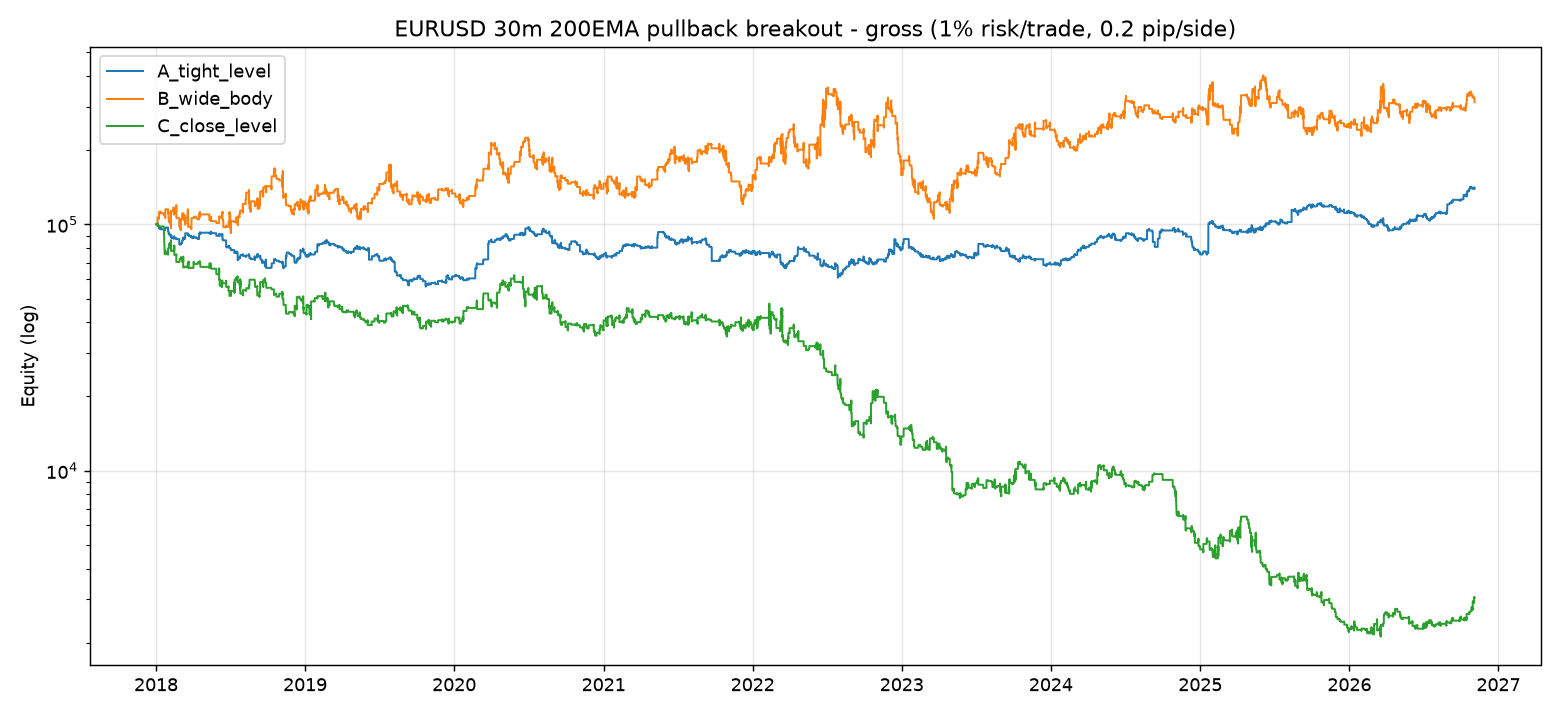 EURUSD 30m 200EMA pullback breakout - gross (1% risk/trade, 0.2 pip/side)
A_tight_level
B_wide_body
C_close_level
Equity (log)
10^5
10^4
2018 2019 2020 2021 2022 2023 2024 2025 2026 2027